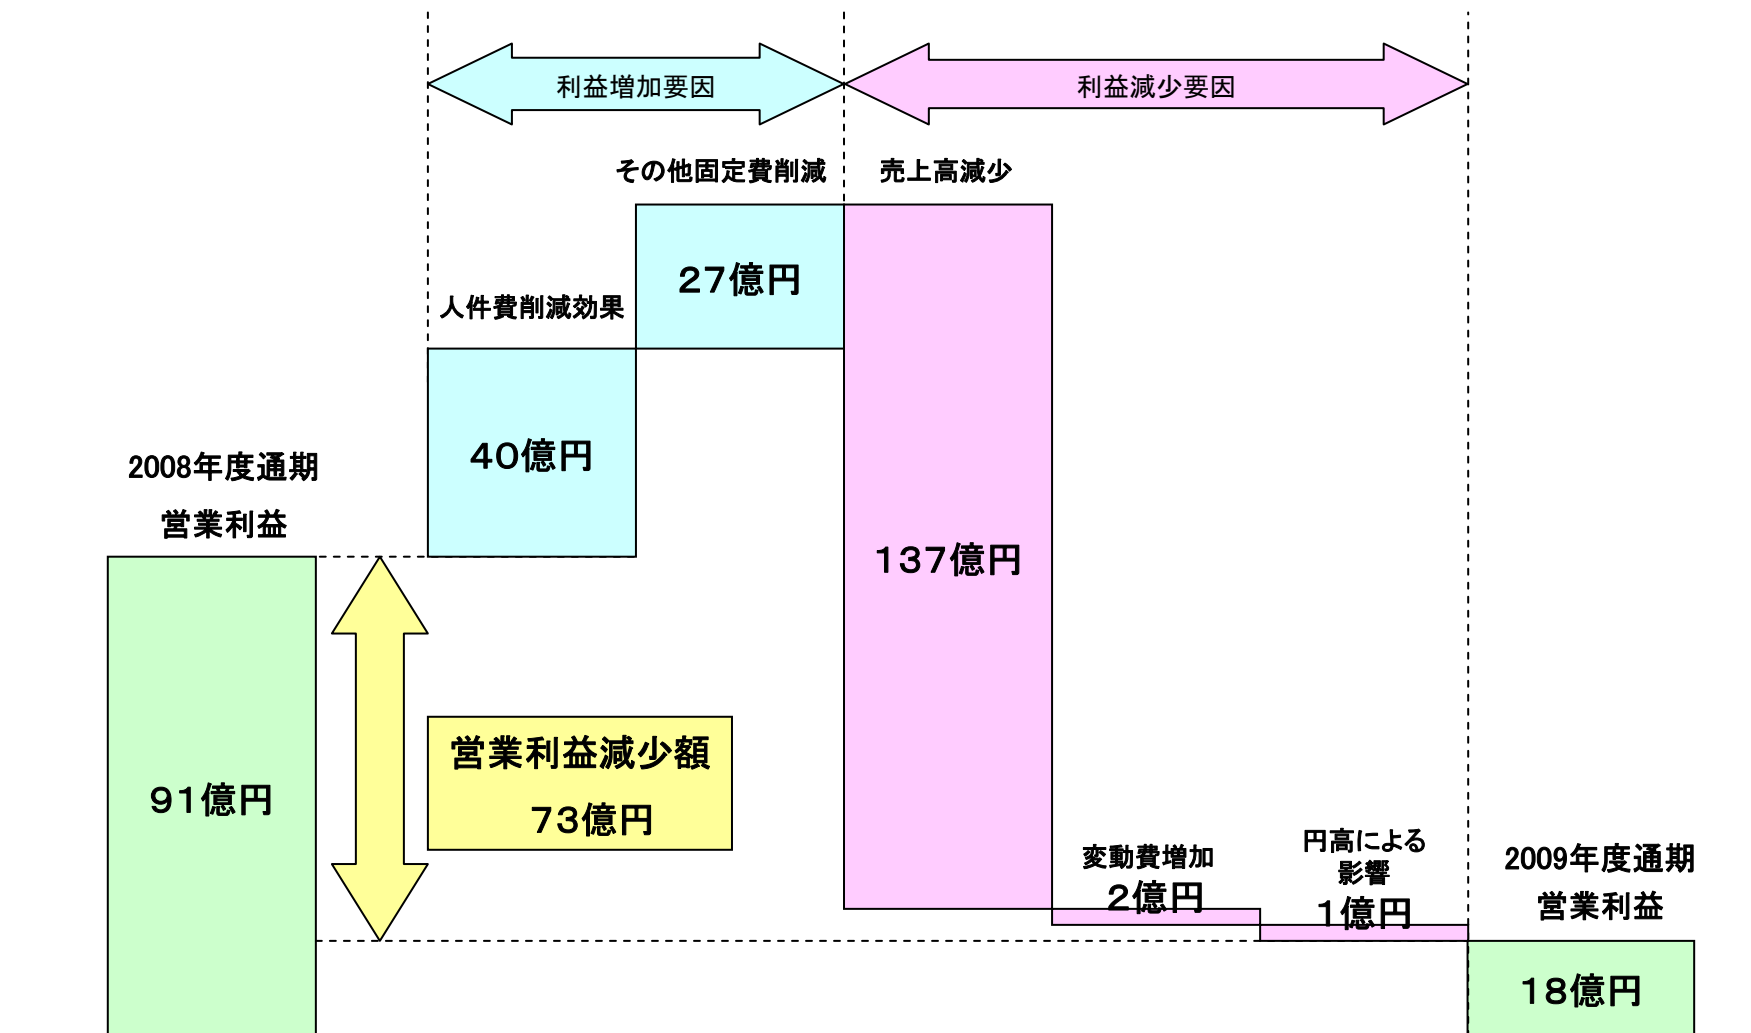 利益増加要因
利益減少要因
その他固定費削減
売上高減少
27億円
人件費削減効果
40億円
2008年度通期
営業利益
137億円
営業利益減少額
73億円
91億円
変動費増加
2億円
円高による
影響
1億円
2009年度通期
営業利益
18億円